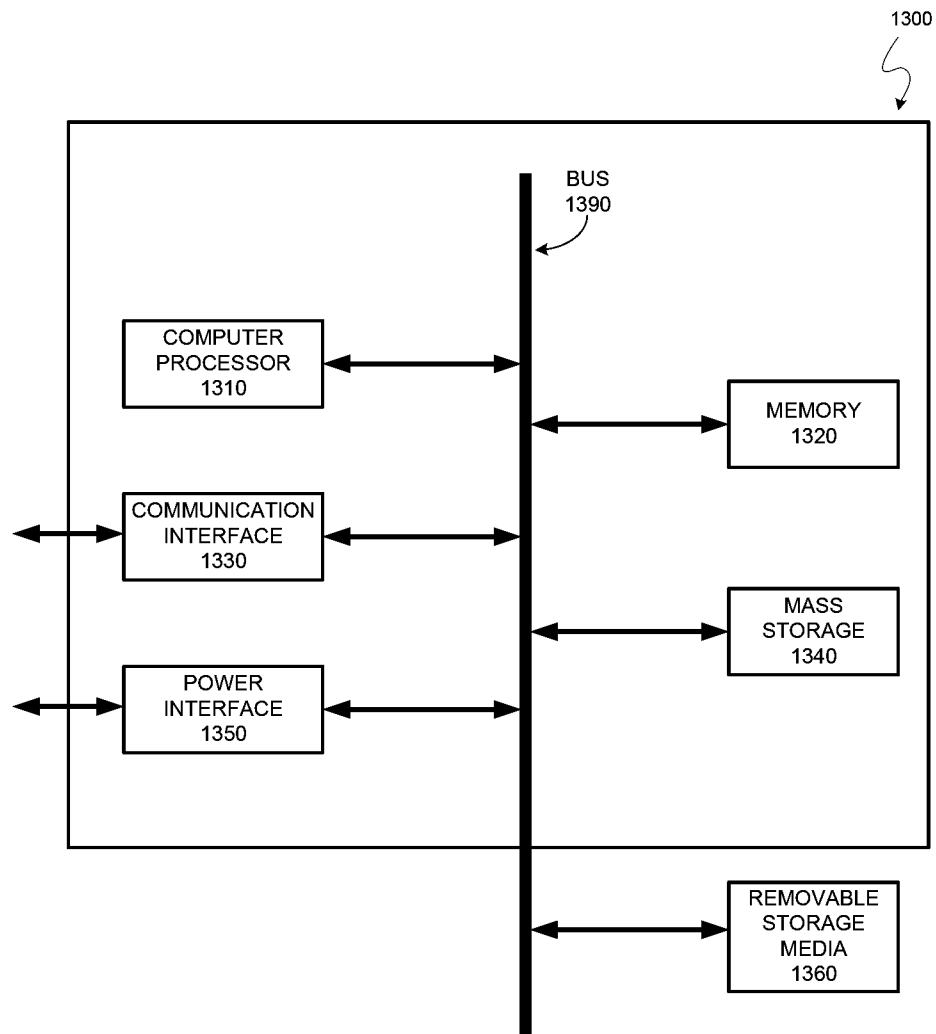 1300
BUS
1390
COMPUTER
PROCESSOR
1310
MEMORY
1320
COMMUNICATION
INTERFACE
1330
MASS
STORAGE
1340
POWER
INTERFACE
1350
REMOVABLE
STORAGE
MEDIA
1360